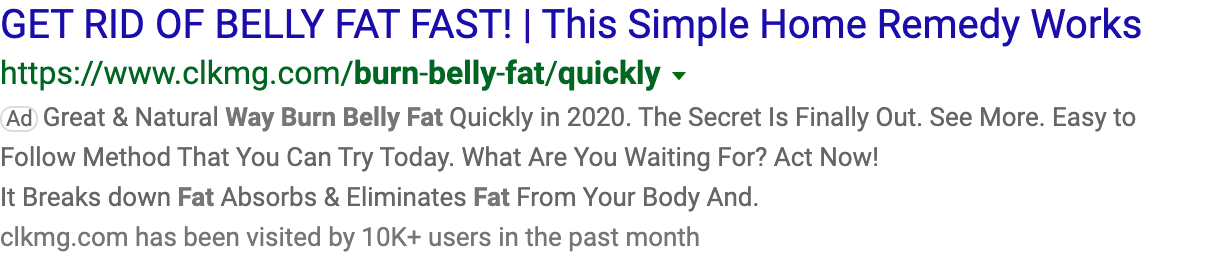 GET RID OF BELLY FAT FAST! | This Simple Home Remedy Works
https://www.clkmg.com/burn-belly-fat/quickly
Ad Great & Natural Way Burn Belly Fat Quickly in 2020. The Secret Is Finally Out. See More. Easy to
Follow Method That You Can Try Today. What Are You Waiting For? Act Now!
It Breaks down Fat Absorbs & Eliminates Fat From Your Body And.
clkmg.com has been visited by 10K+ users in the past month